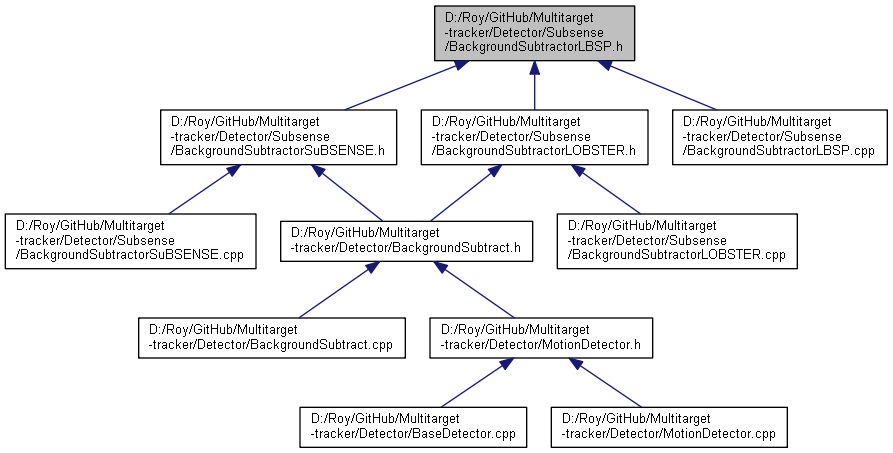 D:/Roy/GitHub/Multitarget
-tracker/Detector/Subsense
/BackgroundSubtractorLBSP.h
D:/Roy/GitHub/Multitarget
-tracker/Detector/Subsense
/BackgroundSubtractorSuBSENSE.h
D:/Roy/GitHub/Multitarget
-tracker/Detector/Subsense
/BackgroundSubtractorLOBSTER.h
D:/Roy/GitHub/Multitarget
-tracker/Detector/Subsense
/BackgroundSubtractorLBSP.cpp
D:/Roy/GitHub/Multitarget
-tracker/Detector/Subsense
/BackgroundSubtractorSuBSENSE.cpp
D:/Roy/GitHub/Multitarget
-tracker/Detector/BackgroundSubtract.h
D:/Roy/GitHub/Multitarget
-tracker/Detector/Subsense
/BackgroundSubtractorLOBSTER.cpp
D:/Roy/GitHub/Multitarget
-tracker/Detector/BackgroundSubtract.cpp
D:/Roy/GitHub/Multitarget
-tracker/Detector/MotionDetector.h
D:/Roy/GitHub/Multitarget
-tracker/Detector/BaseDetector.cpp
D:/Roy/GitHub/Multitarget
-tracker/Detector/MotionDetector.cpp